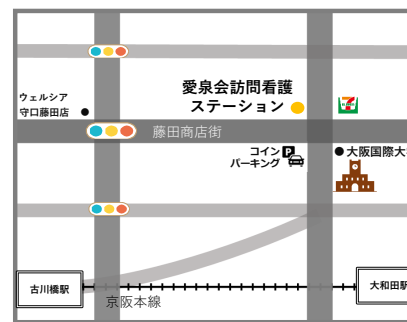 愛泉会訪問看護
ステーション
ウェルシア
守口藤田店
7
藤田商店街
コイン P
パーキング
大阪国際大
古川橋駅
京阪本線
大和田駅